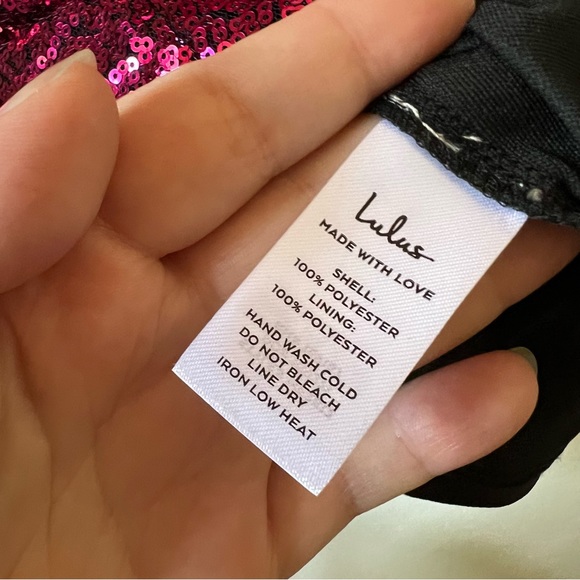 Lulus
MADE WITH LOVE
SHELL:
100% POLYESTER
LINING:
100% POLYESTER
HAND WASH COLD
DO NOT BLEACH
LINE DRY
IRON LOW HEAT